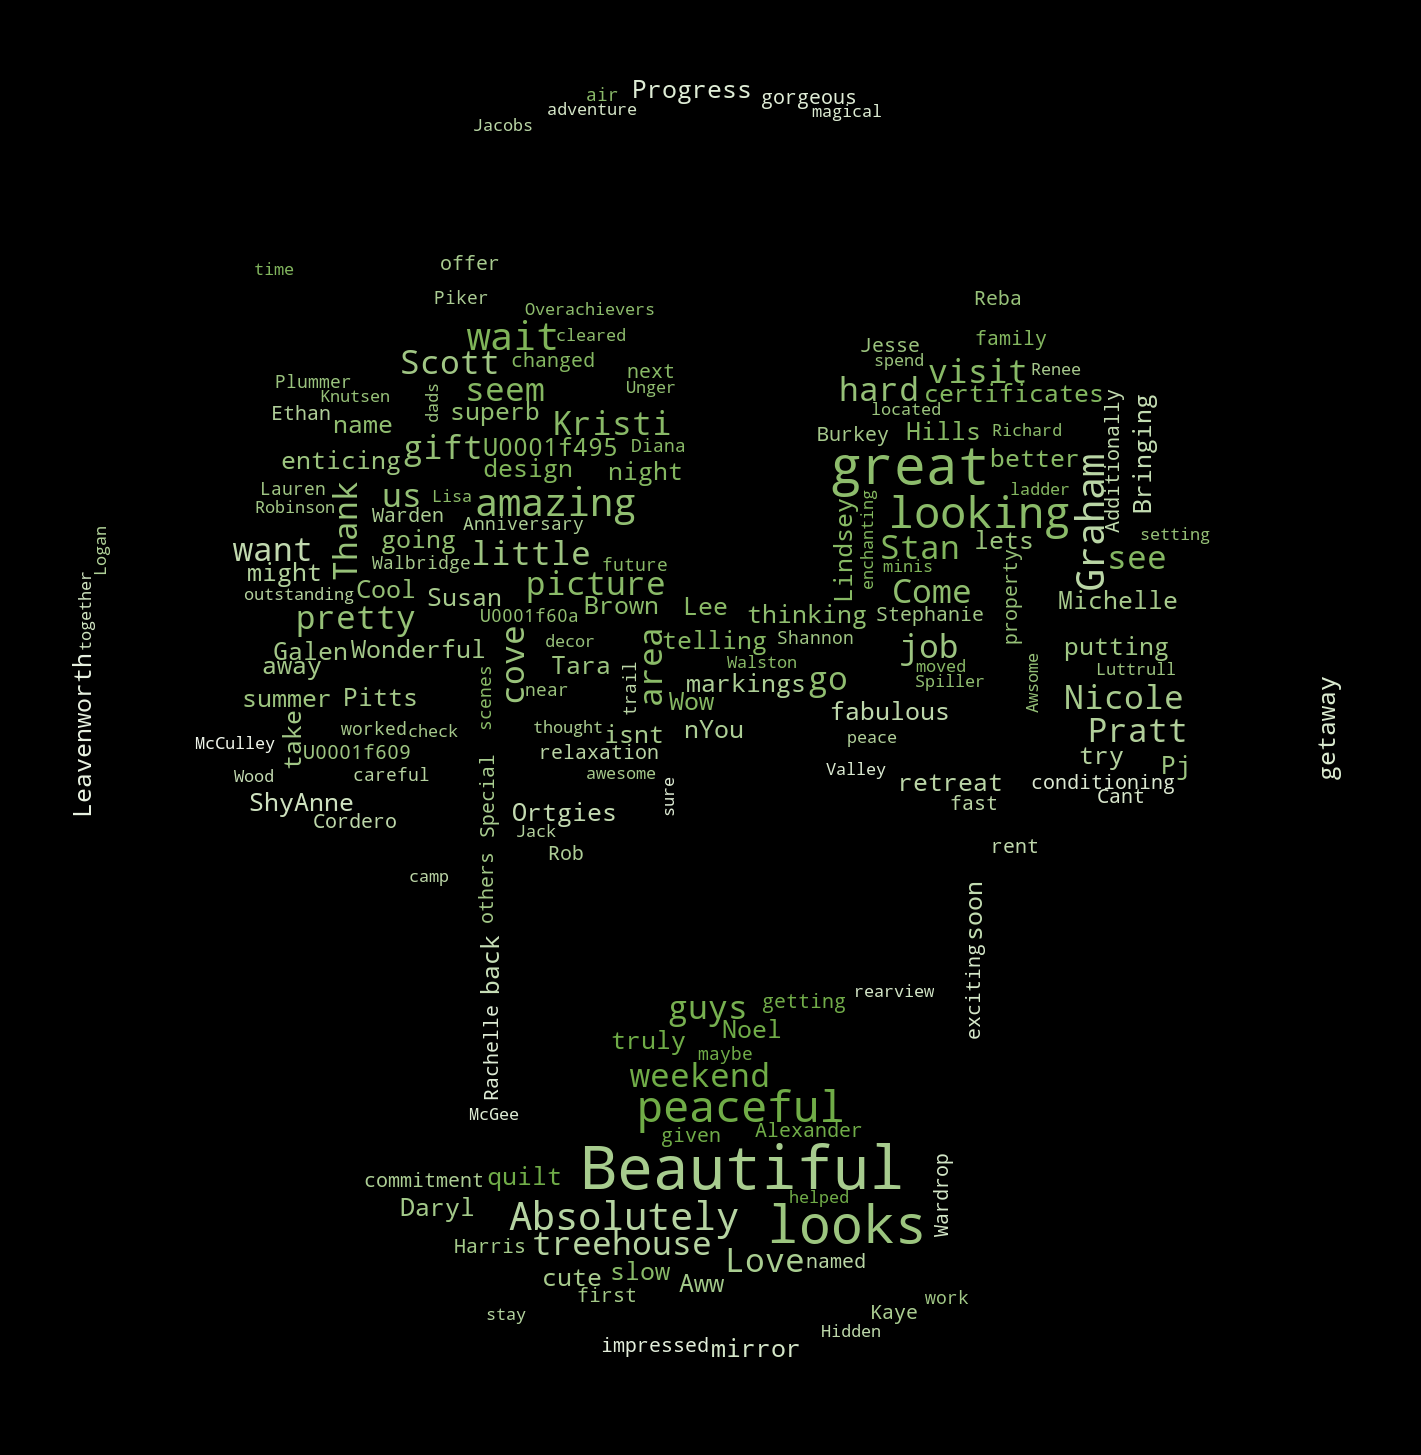 air
Progress
gorgeous
adventure
magical
Jacobs
time
offer
Piker
Reba
Overachievers
wait
cleared
family
Jesse
Scott
changed
spend
visit
Renee
next
Plummer
Knutsen
dads
seem
Unger
hard
certificates
Ethan
name
superb
Kristi
located
Burkey
Hills
Richard
Additionally
Bringing
gift
U0001f495
Diana
enticing
design
night
great
better
Lauren
Robinson
Thank
us
Lisa
amazing
looking
ladder
Graham
Warden
Anniversary
Lindsey
enchanting
Logan
want
going
little
Stan
lets
setting
might
Walbridge
future
minis
see
outstanding
Cool
Susan
picture
Brown
Lee
thinking
Come
Stephanie
property
Michelle
together
pretty
U0001f60a
Galen
Wonderful
cove
decor
area
telling
Shannon
job
putting
away
Tara
Walston
moved
Luttrull
Leavenworth
summer
Pitts
scenes
near
trail
markings
go
Spiller
Awsome
Nicole
getaway
take
worked
check
thought
isnt
Wow
nYou
fabulous
Pratt
McCulley
U0001f609
relaxation
peace
try
Pj
Wood
careful
awesome
Valley
retreat
conditioning
ShyAnne
Special
Ortgies
sure
fast
Cant
Cordero
Jack
Rob
rent
camp
others
soon
back
exciting
rearview
guys
getting
Rachelle
truly
Noel
maybe
weekend
peaceful
McGee
given
Alexander
Beautiful
commitment
quilt
helped
Wardrop
Daryl
Absolutely
looks
Harris
treehouse
Love
named
cute
slow
Aww
first
work
stay
Kaye
Hidden
impressed
mirror